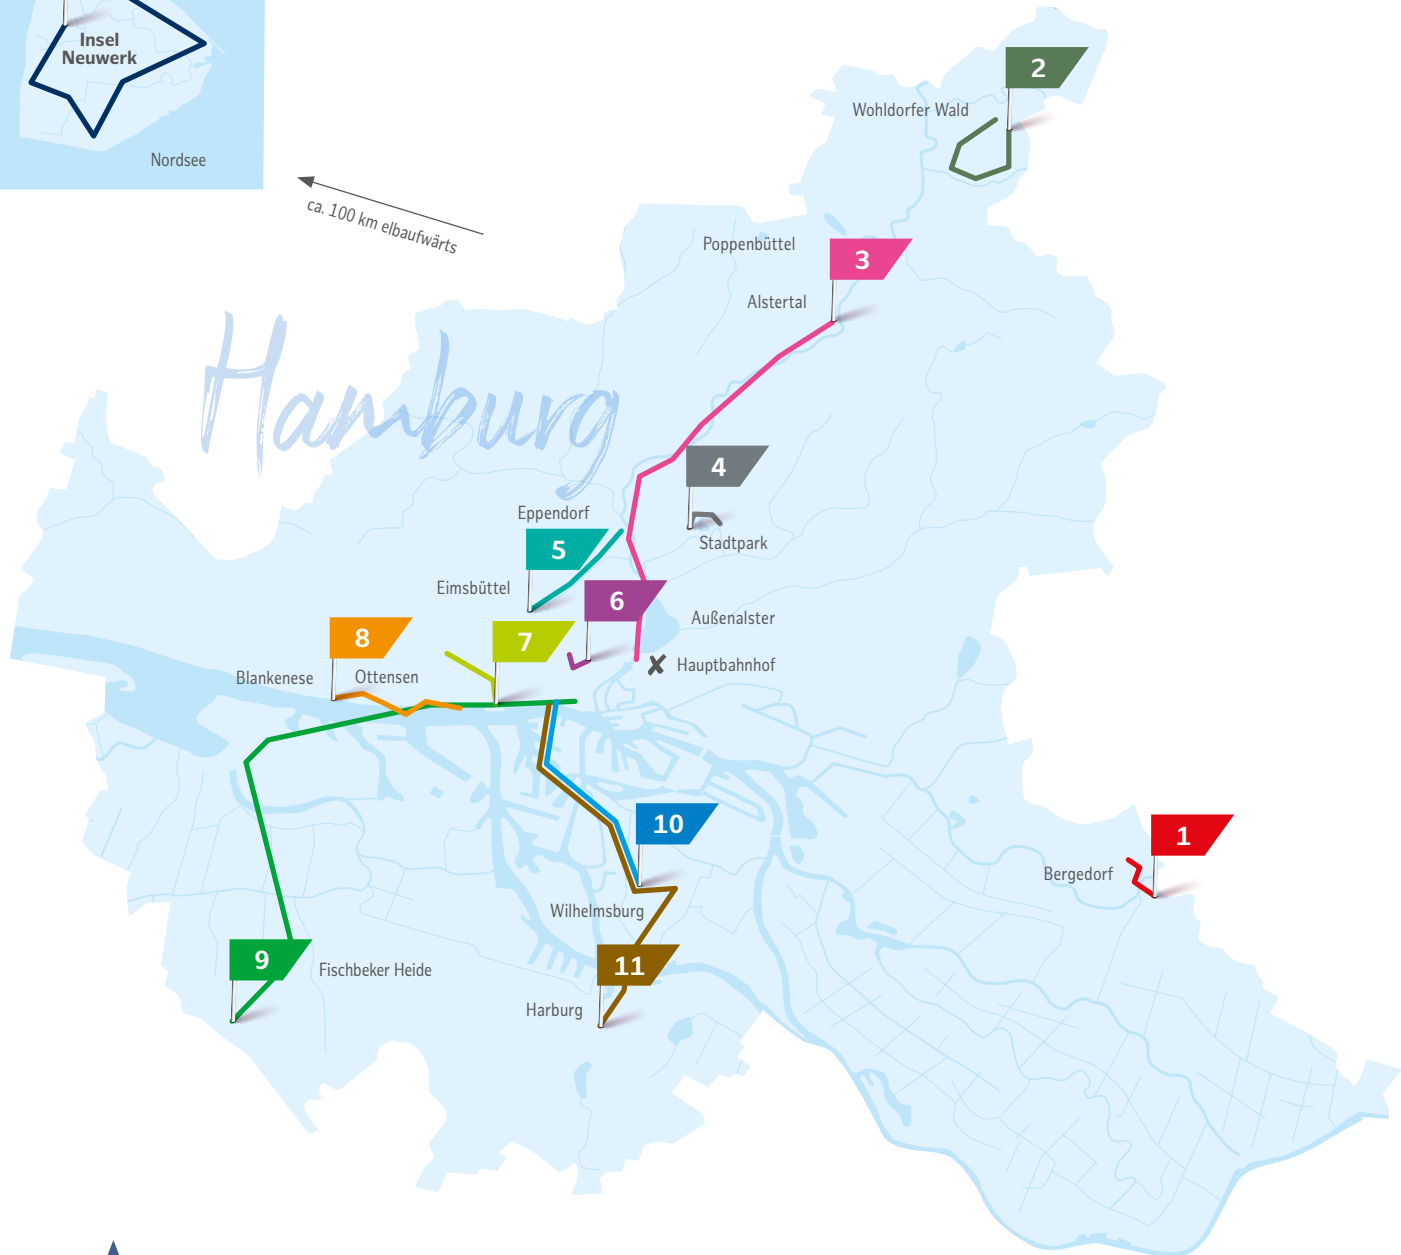 Insel
Neuwerk
Nordsee
ca. 100 km elbaufwärts
Hamburg
2
Wohldorfer Wald
Poppenbüttel
3
Alstertal
4
Stadtpark
Eppendorf
5
Eimsbüttel
6
Außenalster
7
8
Hauptbahnhof
Blankenese
Ottensen
10
1
Bergedorf
Wilhelmsburg
9
Fischbeker Heide
11
Harburg